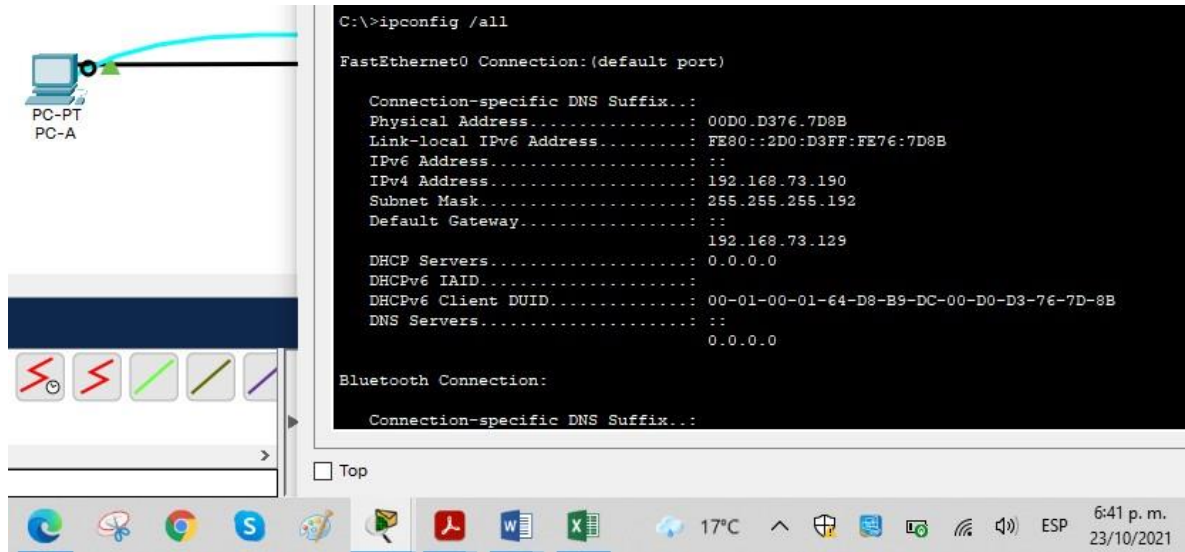 C:\>ipconfig /all
FastEthernet0 Connection:(default port)
Connection-specific DNS Suffix..:
Physical Address................: 00D0.D376.7D8B
Link-local IPv6 Address.........: FE80::2D0:D3FF:FE76:7D8B
IPv6 Address....................: ::
IPv4 Address....................: 192.168.73.190
Subnet Mask.....................: 255.255.255.192
Default Gateway.................: ::
192.168.73.129
DHCP Servers....................: 0.0.0.0
DHCPv6 IAID.....................:
DHCPv6 Client DUID..............: 00-01-00-01-64-D8-B9-DC-00-D0-D3-76-7D-8B
DNS Servers.....................: ::
0.0.0.0
Bluetooth Connection:
Connection-specific DNS Suffix..:
PC-PT
PC-A
Top
17°C ESP 6:41 p. m.
23/10/2021